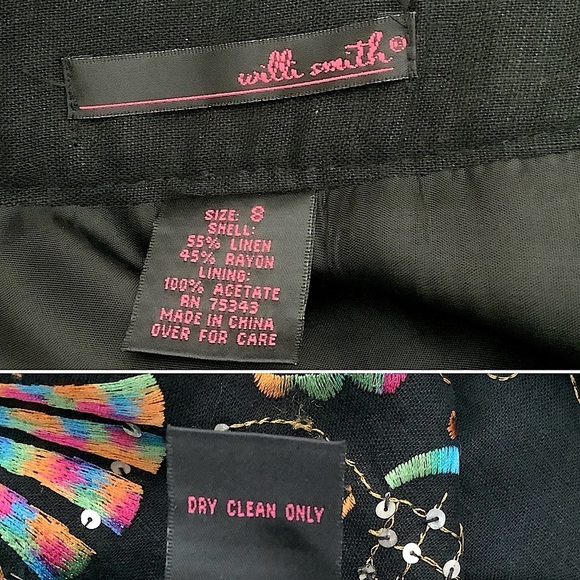 willi smith®
SIZE: 8
SHELL:
55% LINEN
45% RAYON
LINING:
100% ACETATE
RN 75343
MADE IN CHINA
OVER FOR CARE
DRY CLEAN ONLY